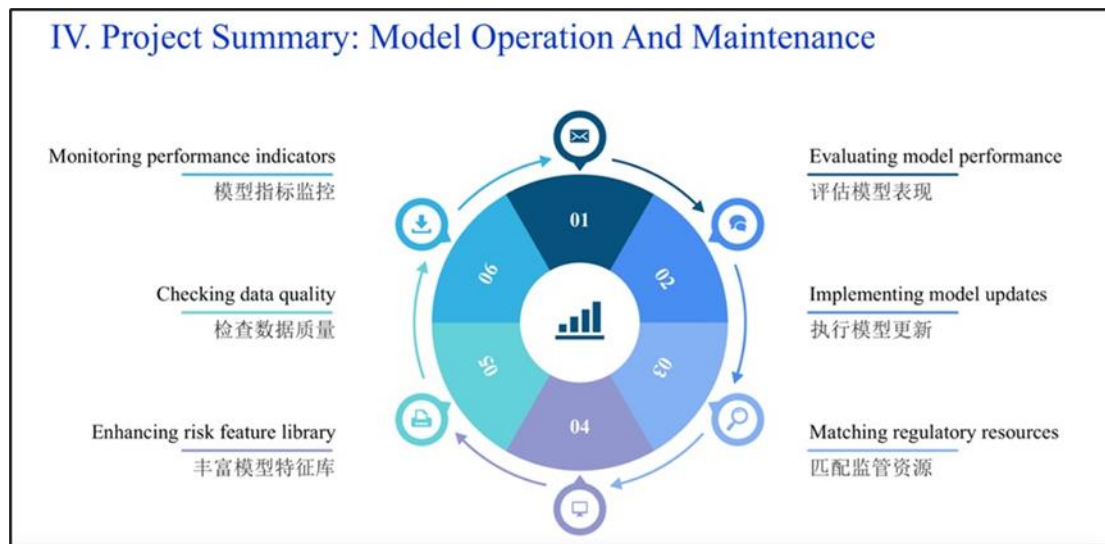 IV. Project Summary: Model Operation And Maintenance
Monitoring performance indicators
模型指标监控
Checking data quality
检查数据质量
Enhancing risk feature library
丰富模型特征库
01
02
03
04
05
06
Evaluating model performance
评估模型表现
Implementing model updates
执行模型更新
Matching regulatory resources
匹配监管资源